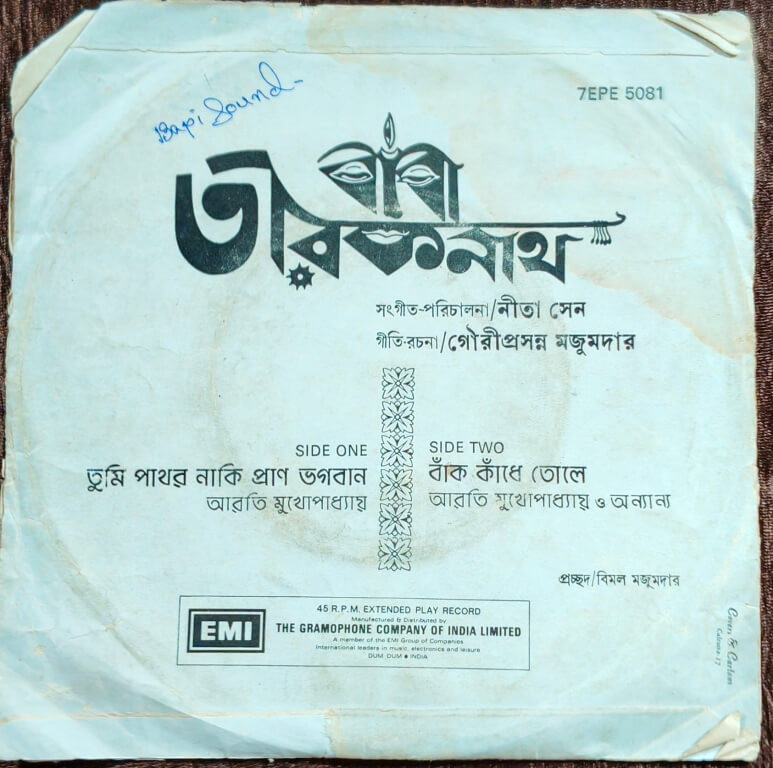 Bapi Sound-
7EPE 5081
বাবা
তারকনাথ
সংগীত-পরিচালনা/নীতা সেন
গীতি-রচনা/গৌরীপ্রসন্ন মজুমদার
SIDE ONE
তুমি পাথর নাকি প্রাণ ভগবান
আরতি মুখোপাধ্যায়
SIDE TWO
বাঁক কাঁধে তোলে
আরতি মুখোপাধ্যায় ও অন্যান্য
প্রচ্ছদ/বিমল মজুমদার
EMI
45 R.P.M. EXTENDED PLAY RECORD
Manufactured & Distributed by
THE GRAMOPHONE COMPANY OF INDIA LIMITED
A member of the EMI Group of Companies
International leaders in music, electronics and leisure
DUM DUM ● INDIA